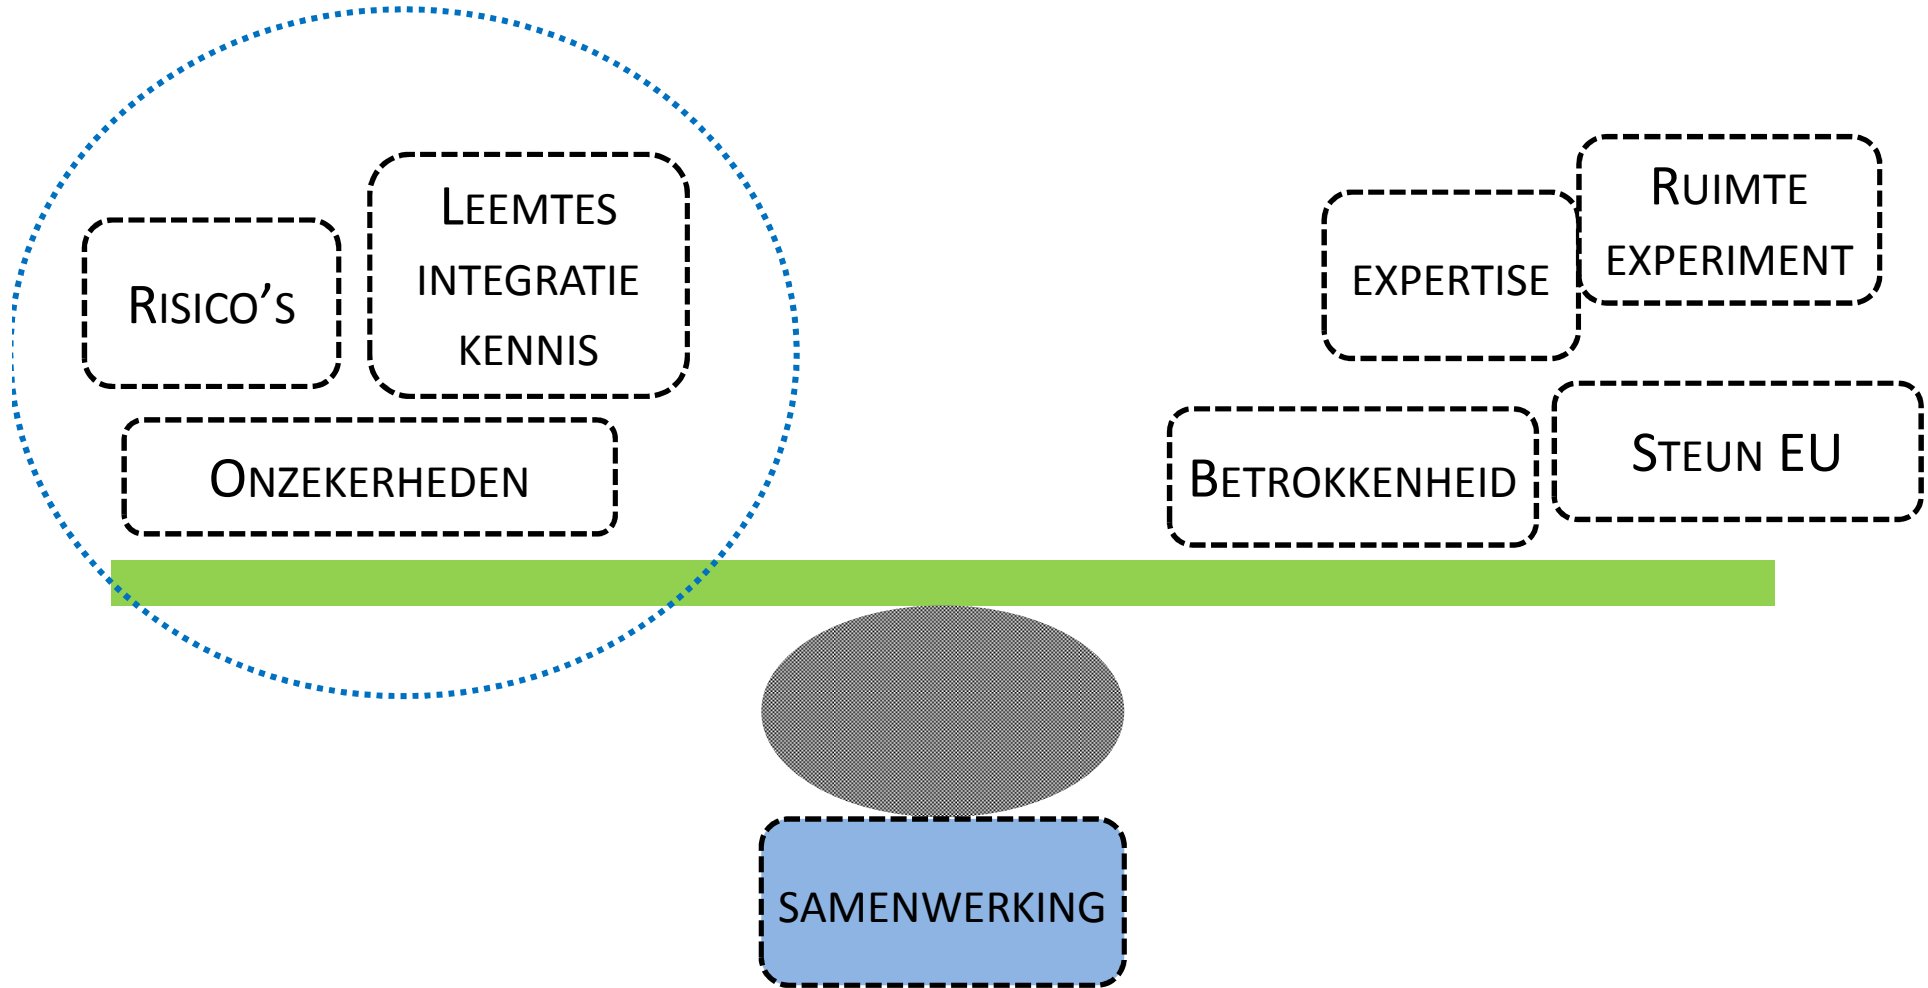 Risico's
Leemtes
integratie
kennis
Onzekerheden
expertise
Ruimte
experiment
Betrokkenheid
Steun EU
samenwerking